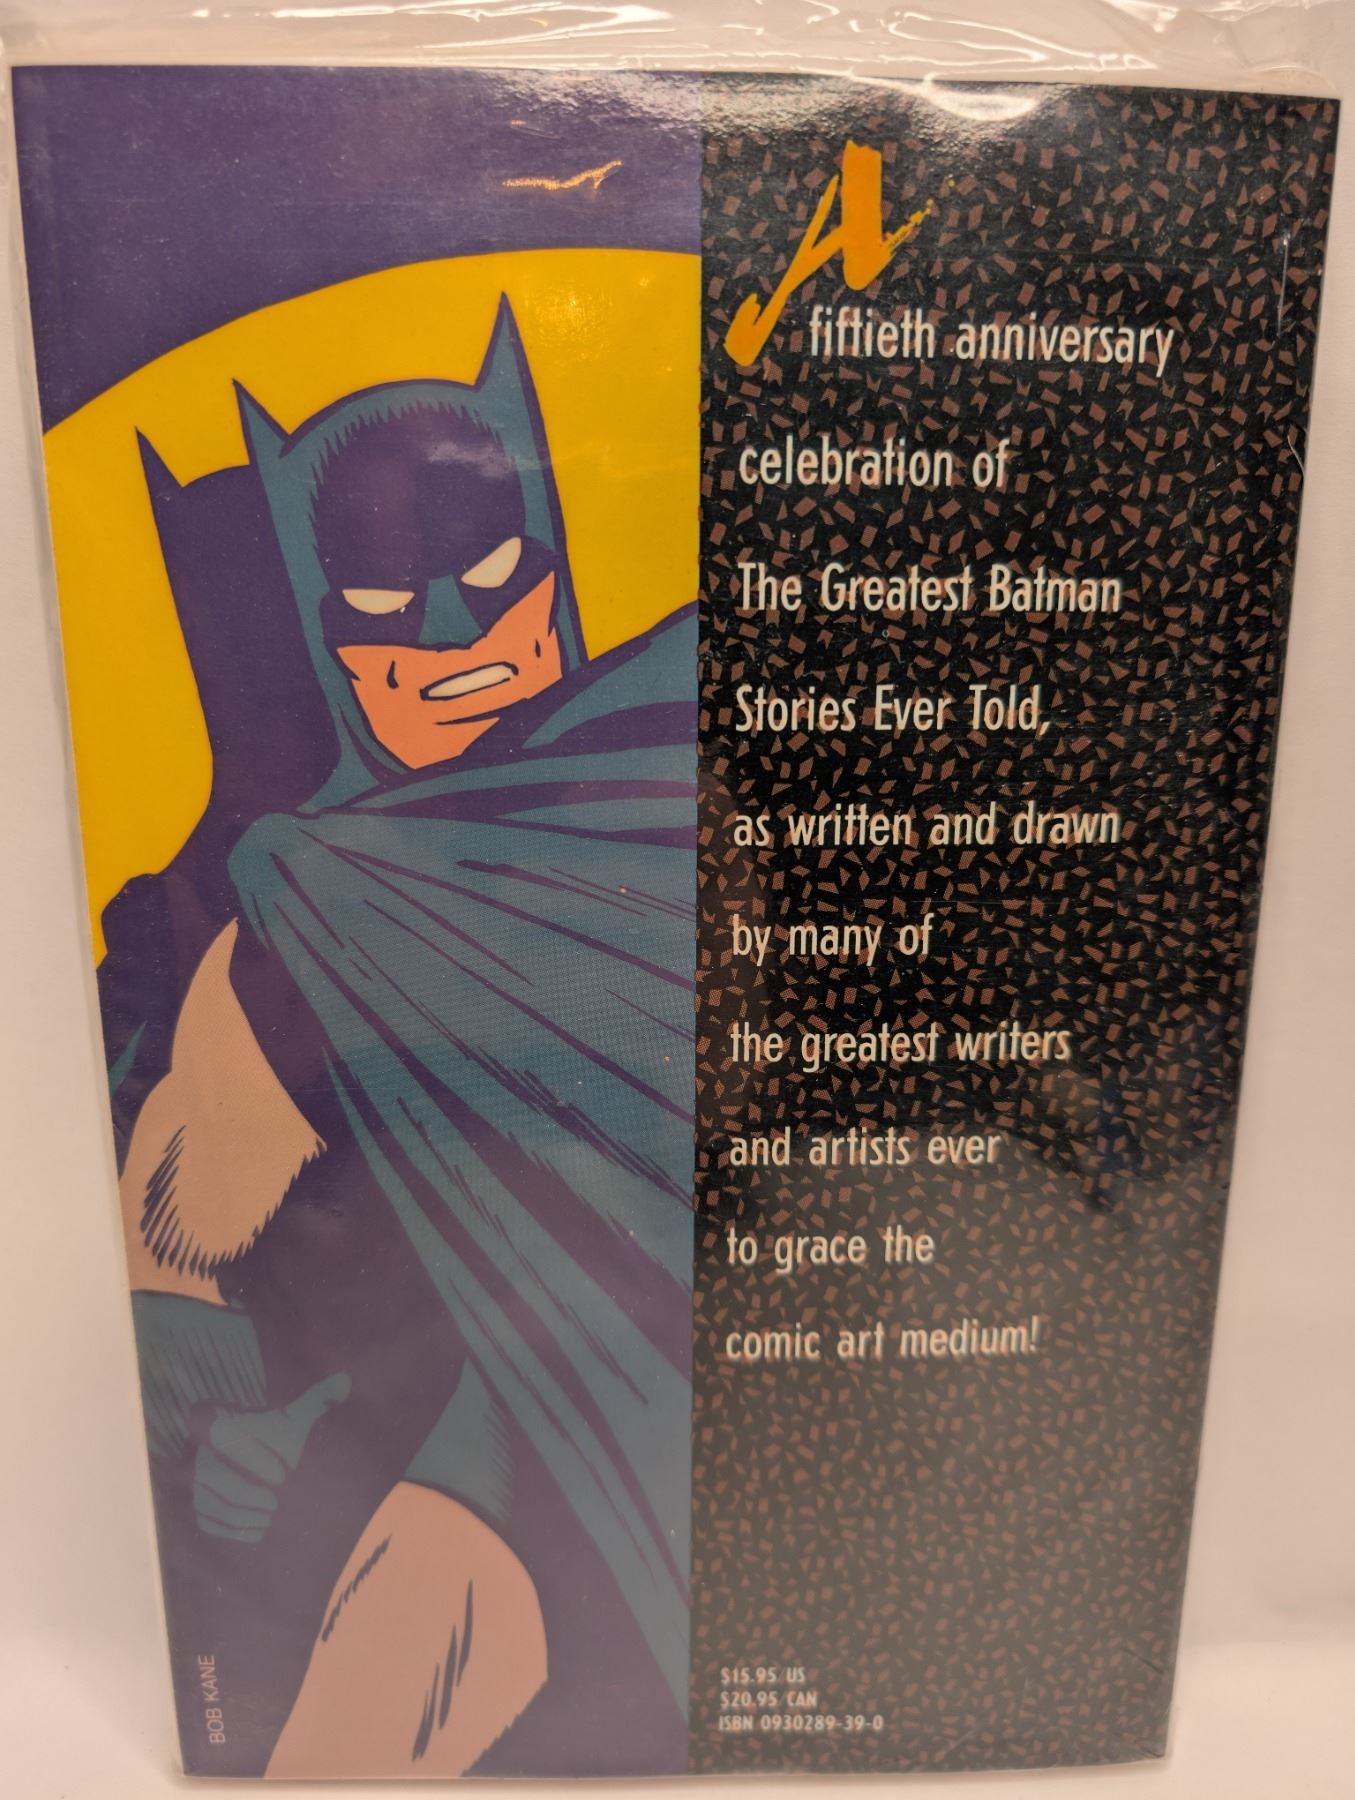 A
fiftieth anniversary
celebration of
The Greatest Batman
Stories Ever Told,
as written and drawn
by many of
the greatest writers
and artists ever
to grace the
comic art medium!
BOB KANE
$15.95 US
$20.95 CAN
ISBN 0930289-39-0